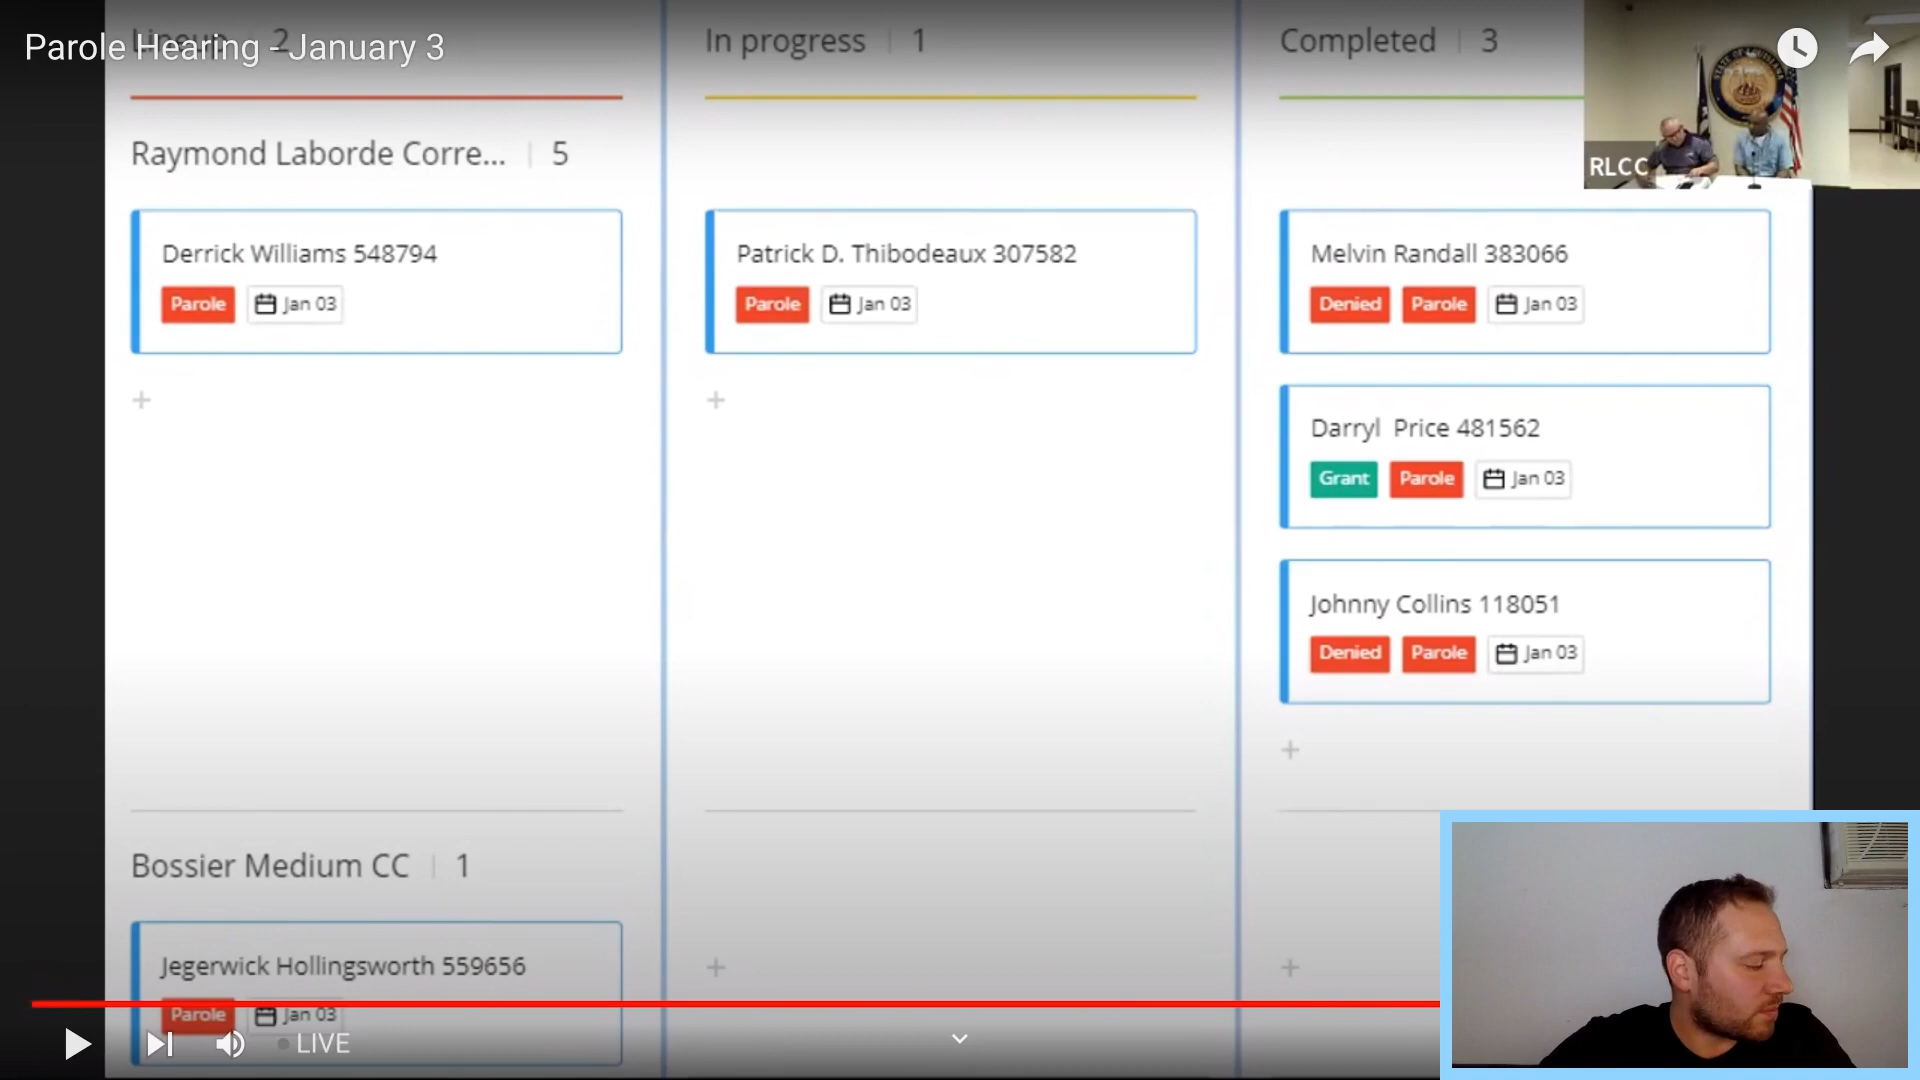 Parole Hearing - January 3
Lineup 2
In progress | 1
Completed | 3
Raymond Laborde Corre... | 5
RLCC
Derrick Williams 548794
Parole Jan 03
Patrick D. Thibodeaux 307582
Parole Jan 03
Melvin Randall 383066
Denied Parole Jan 03
Darryl Price 481562
Grant Parole Jan 03
Johnny Collins 118051
Denied Parole Jan 03
Bossier Medium CC | 1
Jegerwick Hollingsworth 559656
Parole Jan 03
LIVE